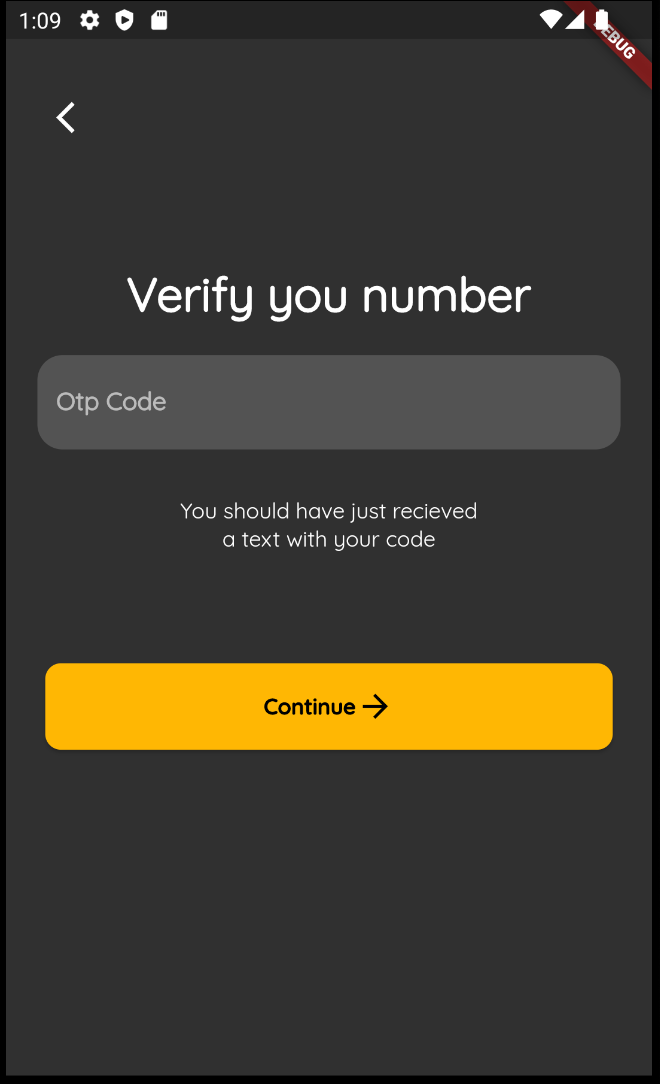 1:09
DEBUG
Verify you number
Otp Code
You should have just recieved
a text with your code
Continue